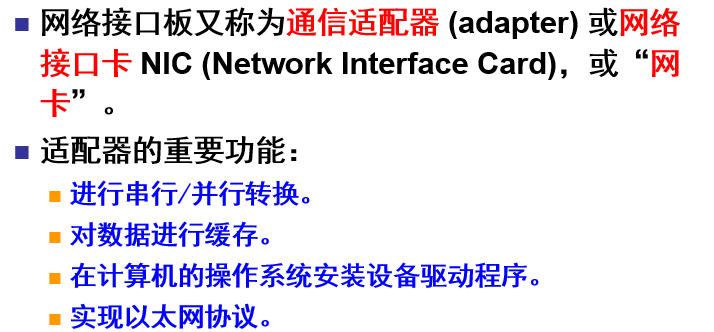 网络接口板又称为通信适配器 (adapter) 或网络
接口卡 NIC (Network Interface Card)，或“网
卡”。
适配器的重要功能：
进行串行/并行转换。
对数据进行缓存。
在计算机的操作系统安装设备驱动程序。
实现以太网协议。